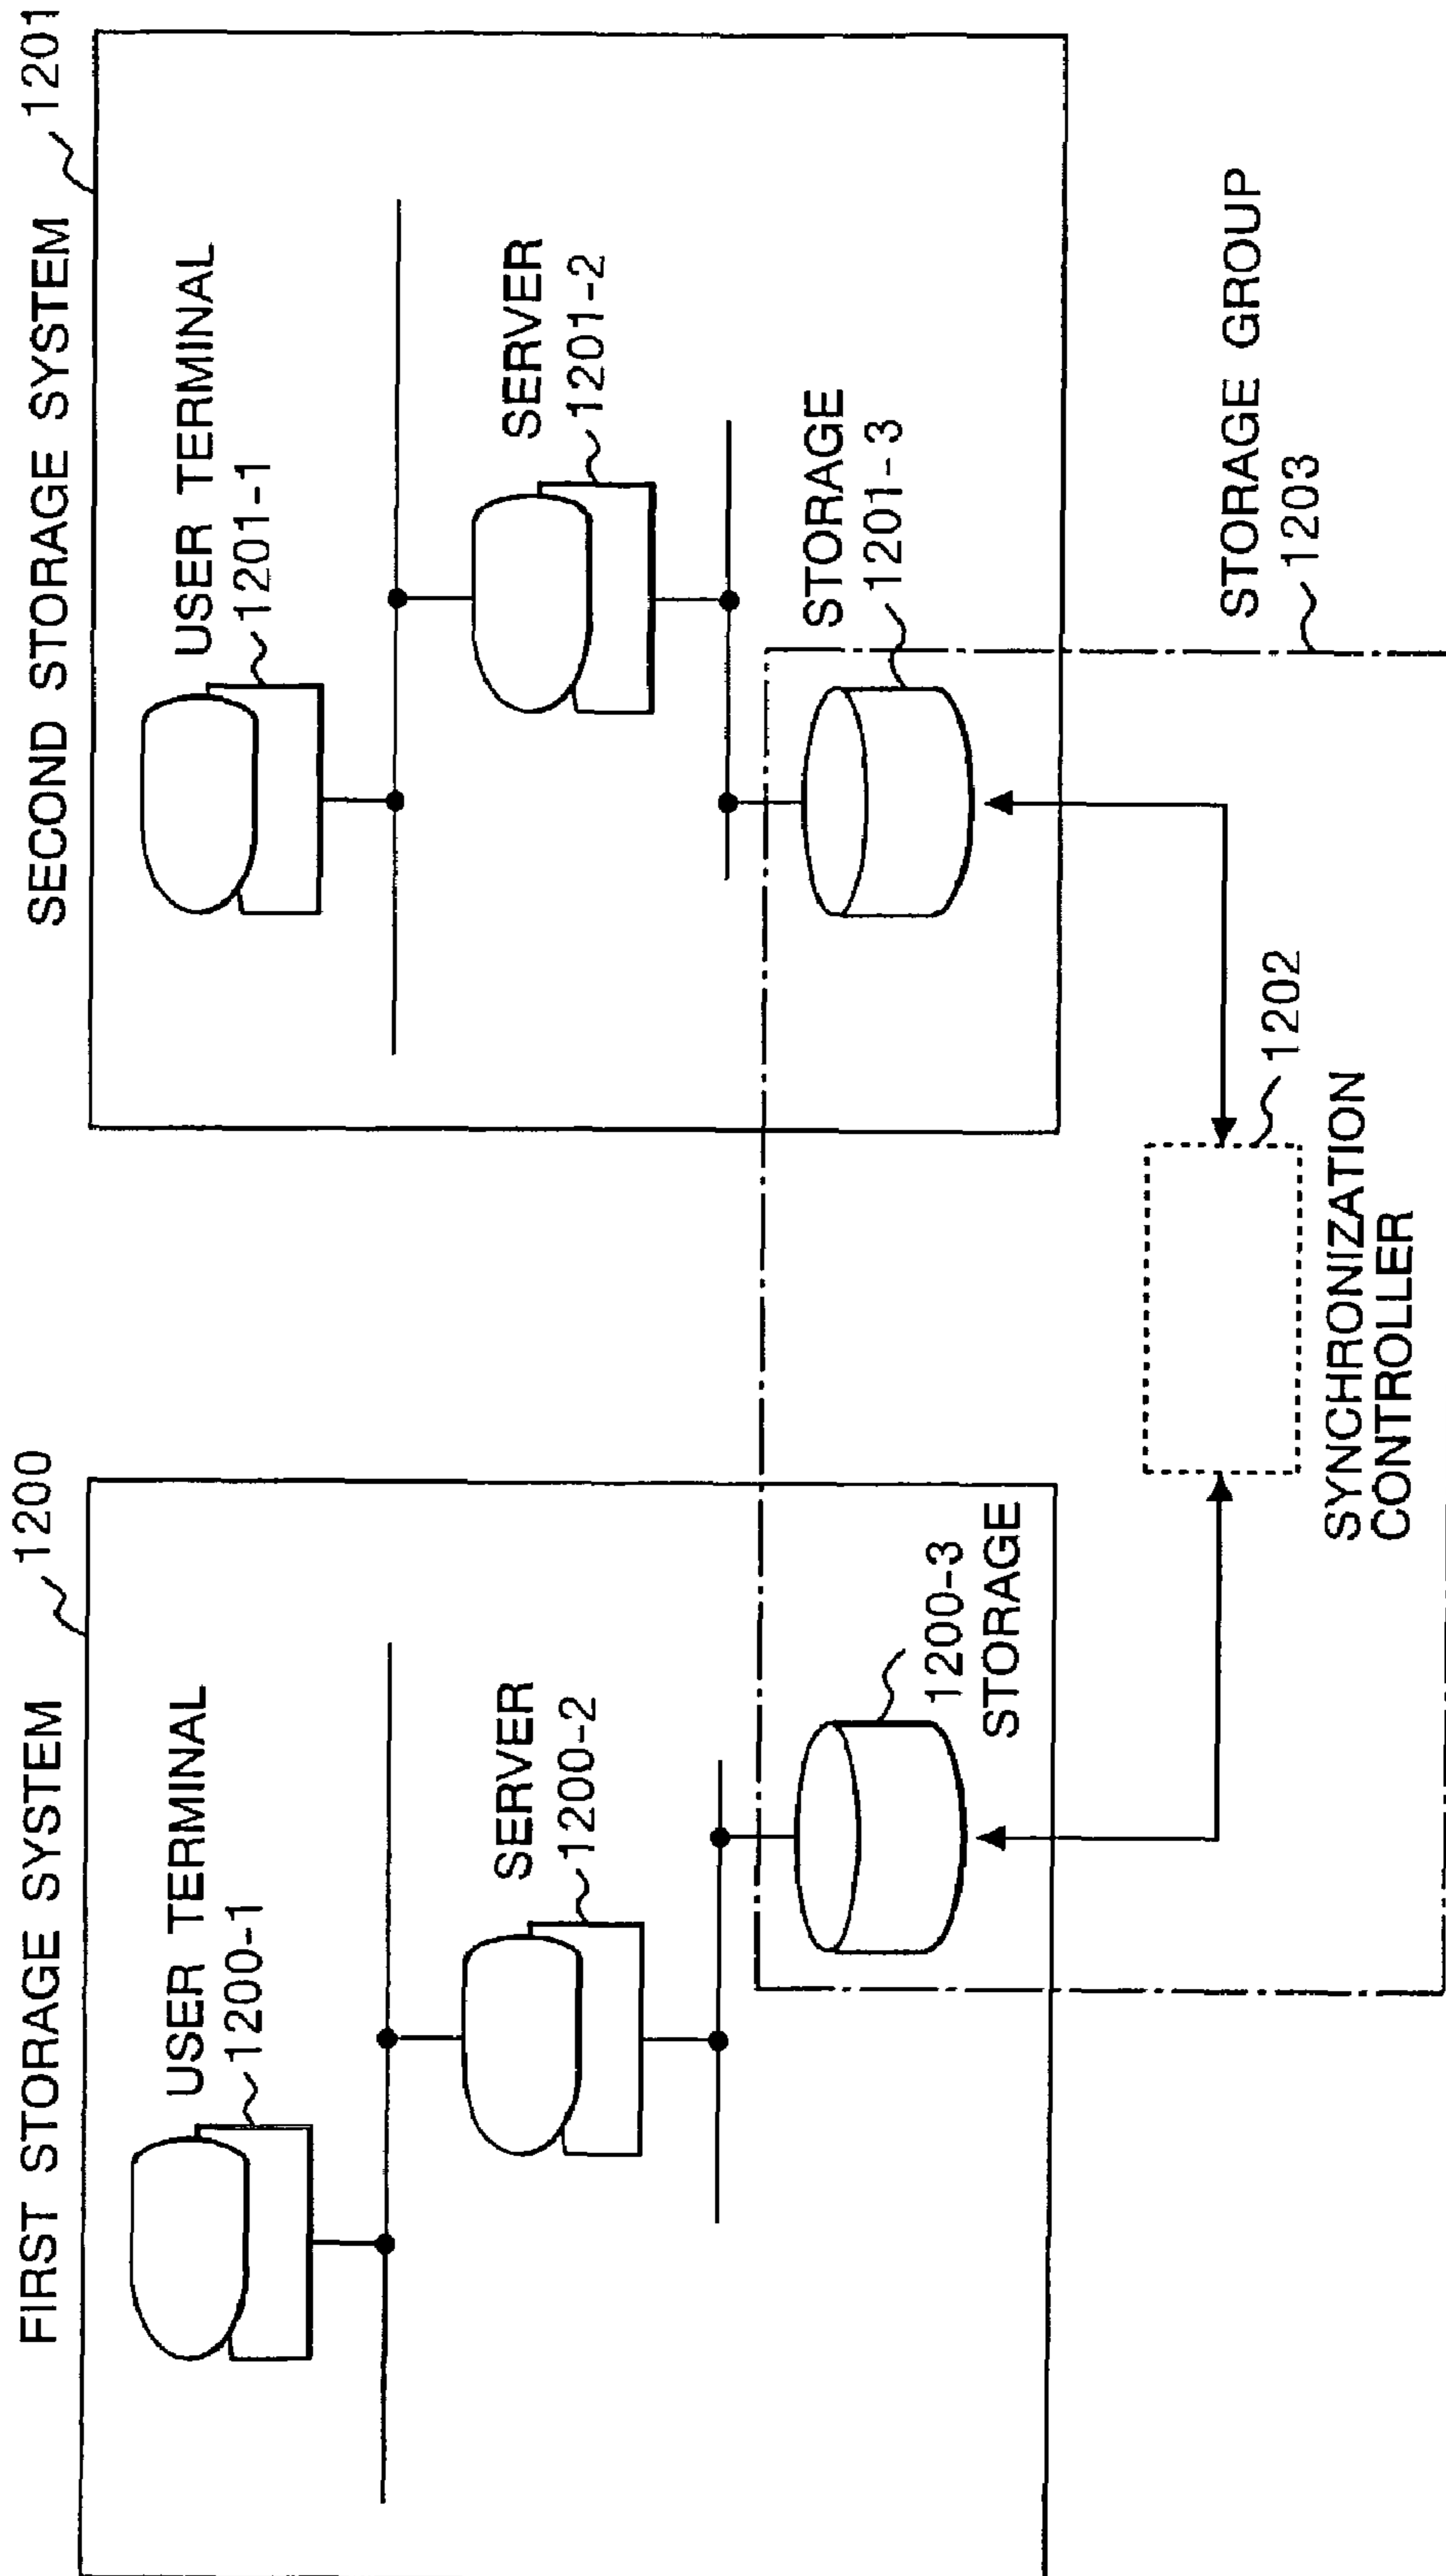 FIRST STORAGE SYSTEM
1200
USER TERMINAL
1200-1
SERVER
1200-2
1200-3
STORAGE
SECOND STORAGE SYSTEM
1201
USER TERMINAL
1201-1
SERVER
1201-2
STORAGE
1201-3
1202
SYNCHRONIZATION
CONTROLLER
STORAGE GROUP
1203